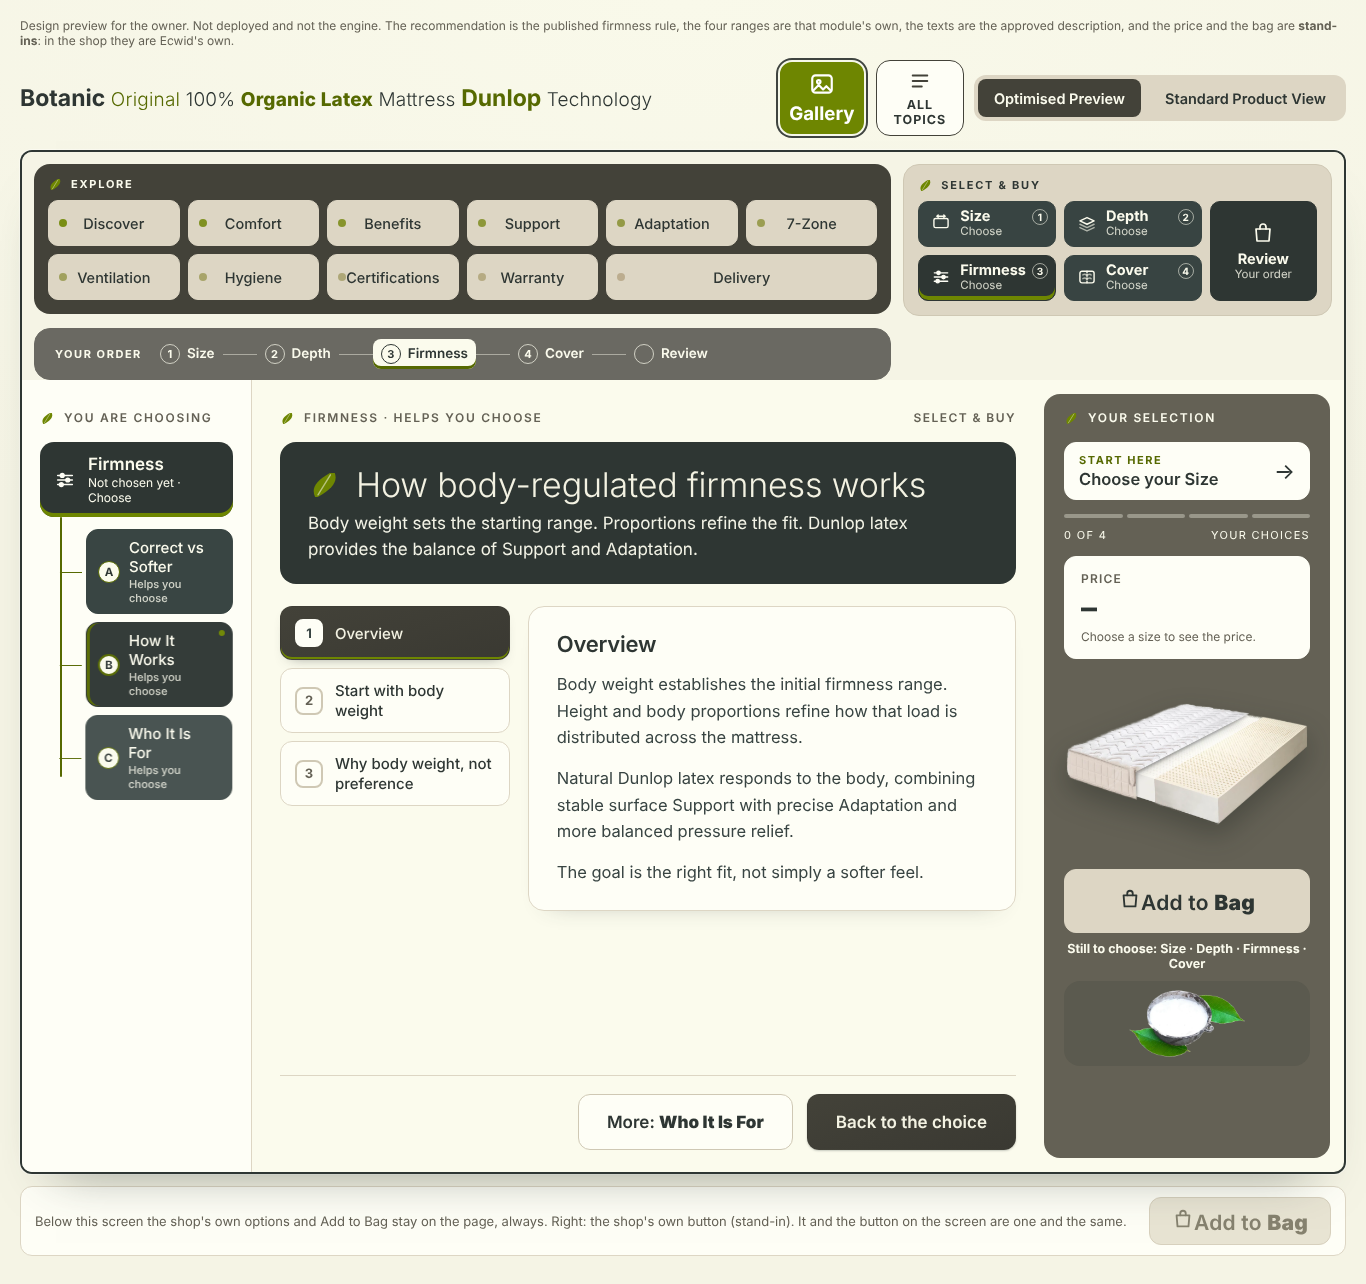 Design preview for the owner. Not deployed and not the engine. The recommendation is the published firmness rule, the four ranges are that module's own, the texts are the approved description, and the price and the bag are stand-
ins: in the shop they are Ecwid's own.
Botanic Original 100% Organic Latex Mattress Dunlop Technology
Gallery
ALL
TOPICS
Optimised Preview
Standard Product View
EXPLORE
Discover
Comfort
Benefits
Support
Adaptation
7-Zone
Ventilation
Hygiene
Certifications
Warranty
Delivery
SELECT & BUY
Size
Choose
1
Depth
Choose
2
Firmness
Choose
3
Cover
Choose
4
Review
Your order
YOUR ORDER
1 Size
2 Depth
3 Firmness
4 Cover
Review
YOU ARE CHOOSING
Firmness
Not chosen yet ·
Choose
A
Correct vs
Softer
Helps you
choose
B
How It
Works
Helps you
choose
C
Who It Is
For
Helps you
choose
FIRMNESS · HELPS YOU CHOOSE
SELECT & BUY
How body-regulated firmness works
Body weight sets the starting range. Proportions refine the fit. Dunlop latex
provides the balance of Support and Adaptation.
1 Overview
2 Start with body
weight
3 Why body weight, not
preference
Overview
Body weight establishes the initial firmness range.
Height and body proportions refine how that load is
distributed across the mattress.
Natural Dunlop latex responds to the body, combining
stable surface Support with precise Adaptation and
more balanced pressure relief.
The goal is the right fit, not simply a softer feel.
More: Who It Is For
Back to the choice
YOUR SELECTION
START HERE
Choose your Size
0 OF 4
YOUR CHOICES
PRICE
–
Choose a size to see the price.
Add to Bag
Still to choose: Size · Depth · Firmness ·
Cover
Below this screen the shop's own options and Add to Bag stay on the page, always. Right: the shop's own button (stand-in). It and the button on the screen are one and the same.
Add to Bag